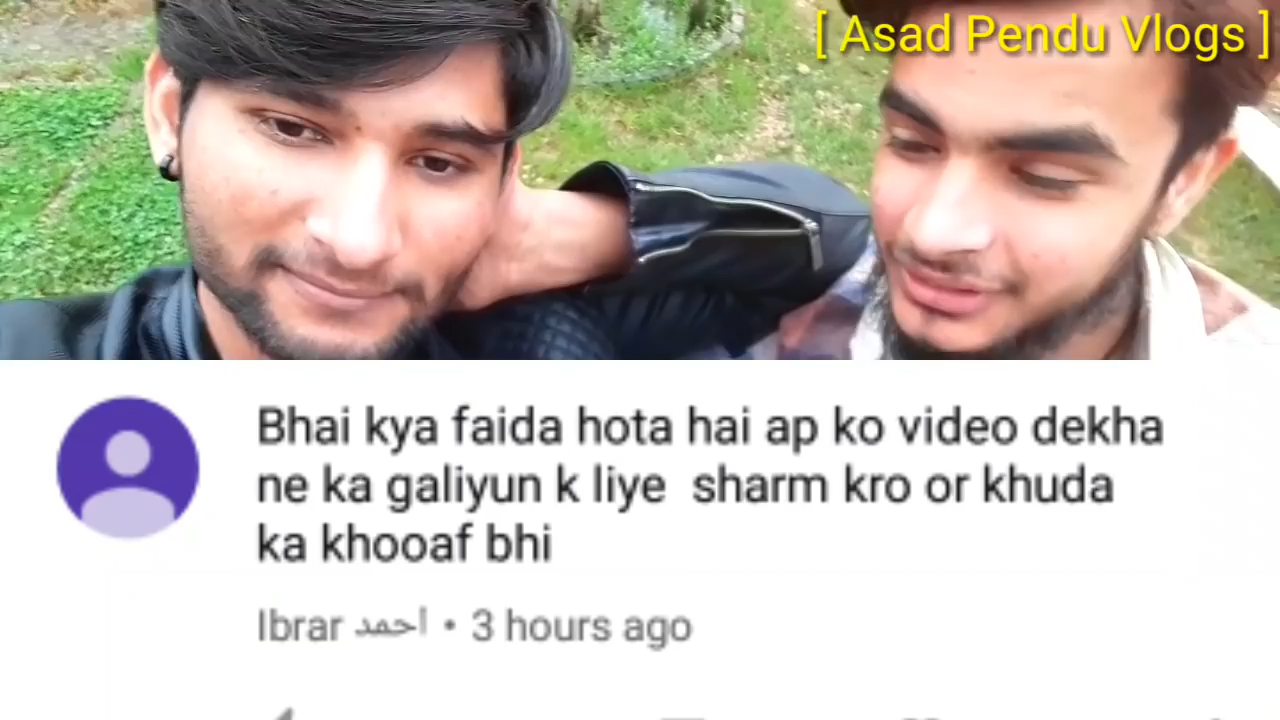 [ Asad Pendu Vlogs ]
Bhai kya faida hota hai ap ko video dekha
ne ka galiyun k liye sharm kro or khuda
ka khooaf bhi
Ibrar احمد • 3 hours ago